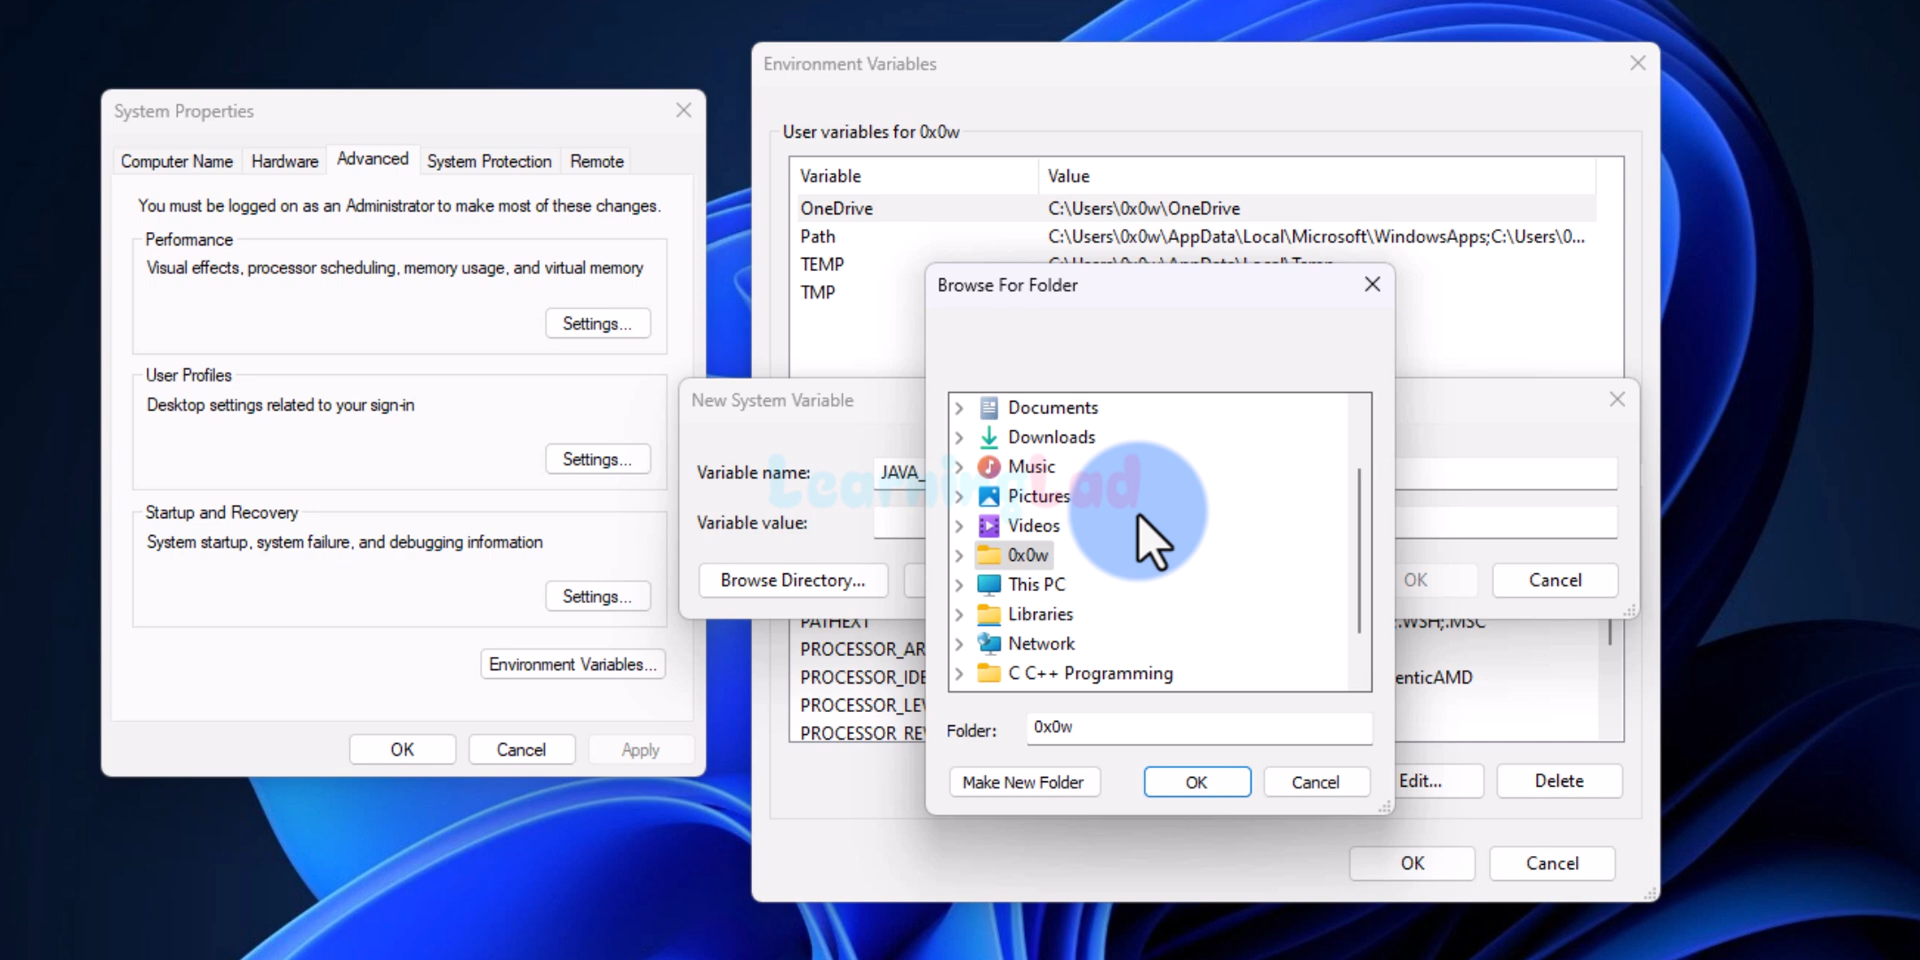 System Properties
Computer Name
Hardware
Advanced
System Protection
Remote
You must be logged on as an Administrator to make most of these changes.
Performance
Visual effects, processor scheduling, memory usage, and virtual memory
Settings...
User Profiles
Desktop settings related to your sign-in
Settings...
Startup and Recovery
System startup, system failure, and debugging information
Settings...
Environment Variables...
OK
Cancel
Apply
Environment Variables
User variables for 0x0w
Variable Value
OneDrive C:\Users\0x0w\OneDrive
Path C:\Users\0x0w\AppData\Local\Microsoft\WindowsApps;C:\Users\0...
TEMP
TMP
New System Variable
Variable name: JAVA_
Variable value:
Browse Directory...
OK
Cancel
PATHEXT .WSH;.MSC
PROCESSOR_AR
PROCESSOR_IDE enticAMD
PROCESSOR_LEV
PROCESSOR_REV
Edit...
Delete
OK
Cancel
Browse For Folder
Documents
Downloads
Music
Pictures
Videos
0x0w
This PC
Libraries
Network
C C++ Programming
Folder: 0x0w
Make New Folder
OK
Cancel
LearningLad